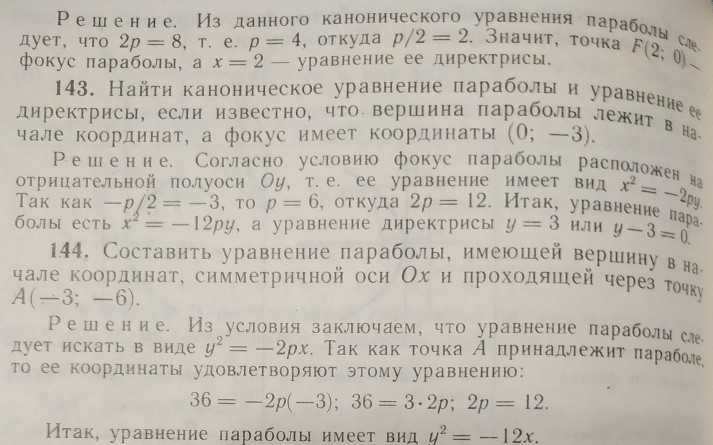 Решение. Из данного канонического уравнения параболы сле-
дует, что 2p = 8, т. е. p = 4, откуда p/2 = 2. Значит, точка F(2; 0) —
фокус параболы, а x = 2 — уравнение ее директрисы.
143. Найти каноническое уравнение параболы и уравнение ее
директрисы, если известно, что вершина параболы лежит в на-
чале координат, а фокус имеет координаты (0; —3).
Решение. Согласно условию фокус параболы расположен на
отрицательной полуоси Oy, т. е. ее уравнение имеет вид x² = —2py.
Так как —p/2 = —3, то p = 6, откуда 2p = 12. Итак, уравнение пара-
болы есть x² = —12py, а уравнение директрисы y = 3 или y — 3 = 0.
144. Составить уравнение параболы, имеющей вершину в на-
чале координат, симметричной оси Ox и проходящей через точку
A(—3; —6).
Решение. Из условия заключаем, что уравнение параболы сле-
дует искать в виде y² = —2px. Так как точка A принадлежит параболе,
то ее координаты удовлетворяют этому уравнению:
36 = —2p(—3); 36 = 3·2p; 2p = 12.
Итак, уравнение параболы имеет вид y² = —12x.